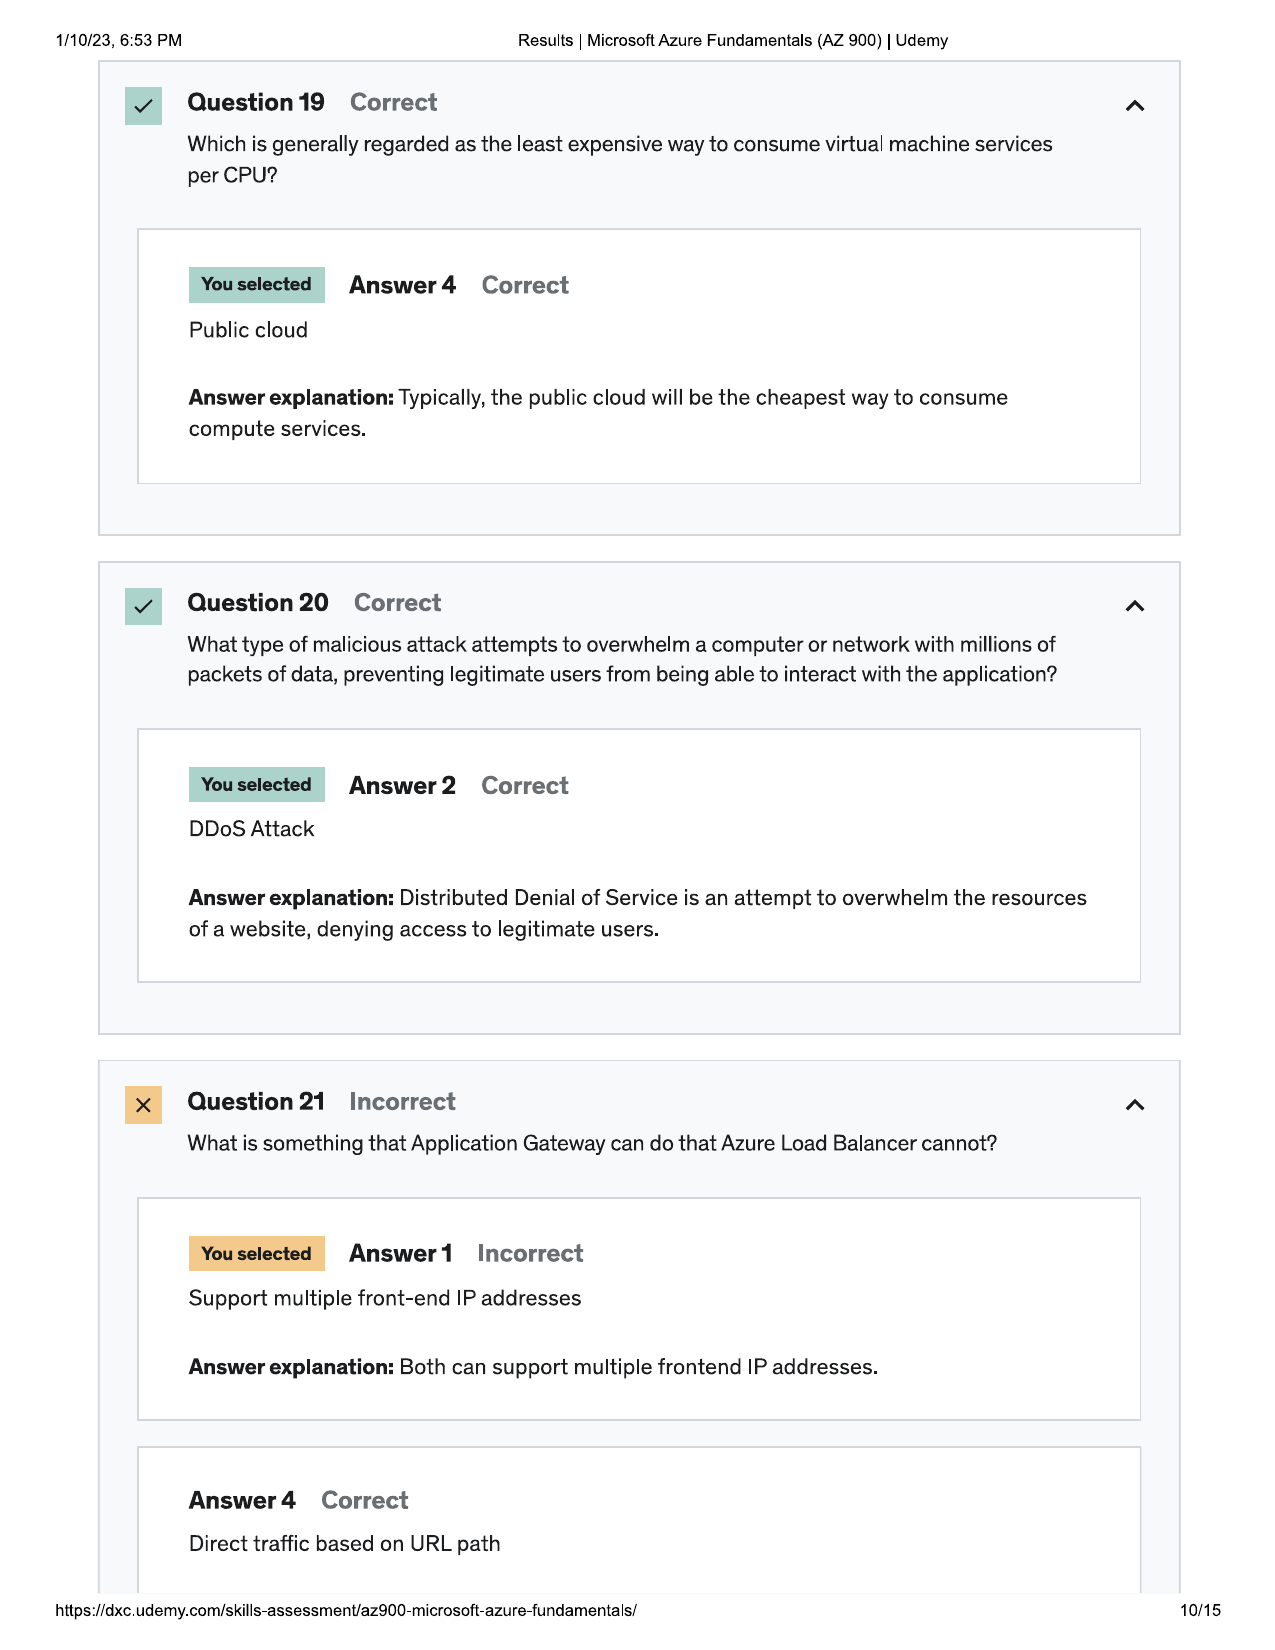 1/10/23, 6:53 PM
Results | Microsoft Azure Fundamentals (AZ 900) | Udemy
Question 19 Correct
Which is generally regarded as the least expensive way to consume virtual machine services
per CPU?
You selected Answer 4 Correct
Public cloud
Answer explanation: Typically, the public cloud will be the cheapest way to consume
compute services.
Question 20 Correct
What type of malicious attack attempts to overwhelm a computer or network with millions of
packets of data, preventing legitimate users from being able to interact with the application?
You selected Answer 2 Correct
DDoS Attack
Answer explanation: Distributed Denial of Service is an attempt to overwhelm the resources
of a website, denying access to legitimate users.
Question 21 Incorrect
What is something that Application Gateway can do that Azure Load Balancer cannot?
You selected Answer 1 Incorrect
Support multiple front-end IP addresses
Answer explanation: Both can support multiple frontend IP addresses.
Answer 4 Correct
Direct traffic based on URL path
https://dxc.udemy.com/skills-assessment/az900-microsoft-azure-fundamentals/
10/15